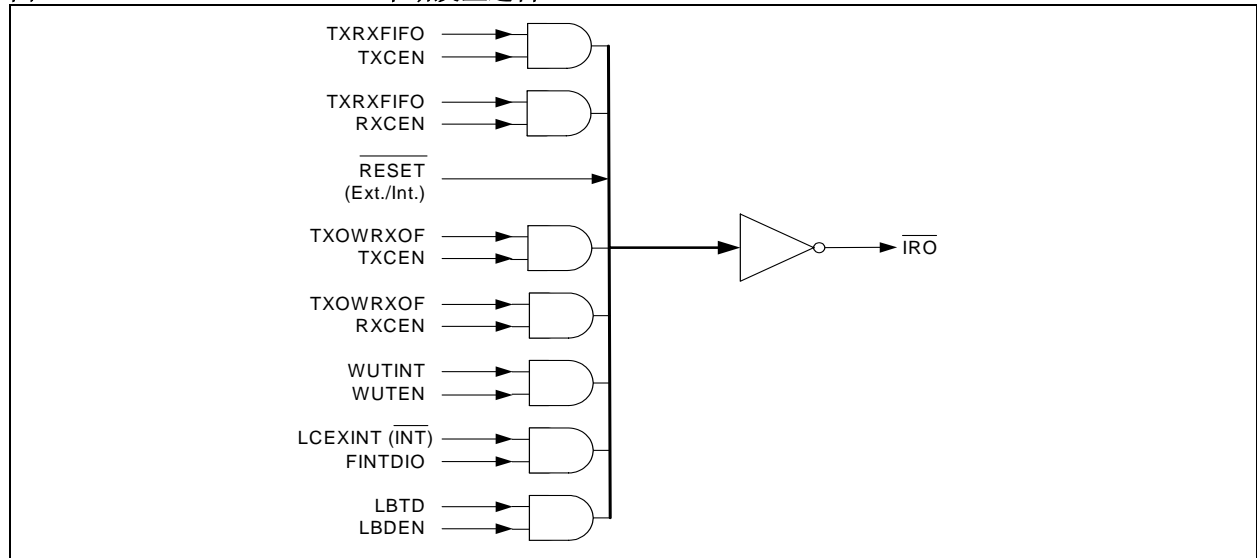 TXRXFIFO
TXCEN
TXRXFIFO
RXCEN
RESET
(Ext./Int.)
TXOWRXOF
TXCEN
IRO
TXOWRXOF
RXCEN
WUTINT
WUTEN
LCEXINT (INT)
FINTDIO
LBTD
LBDEN